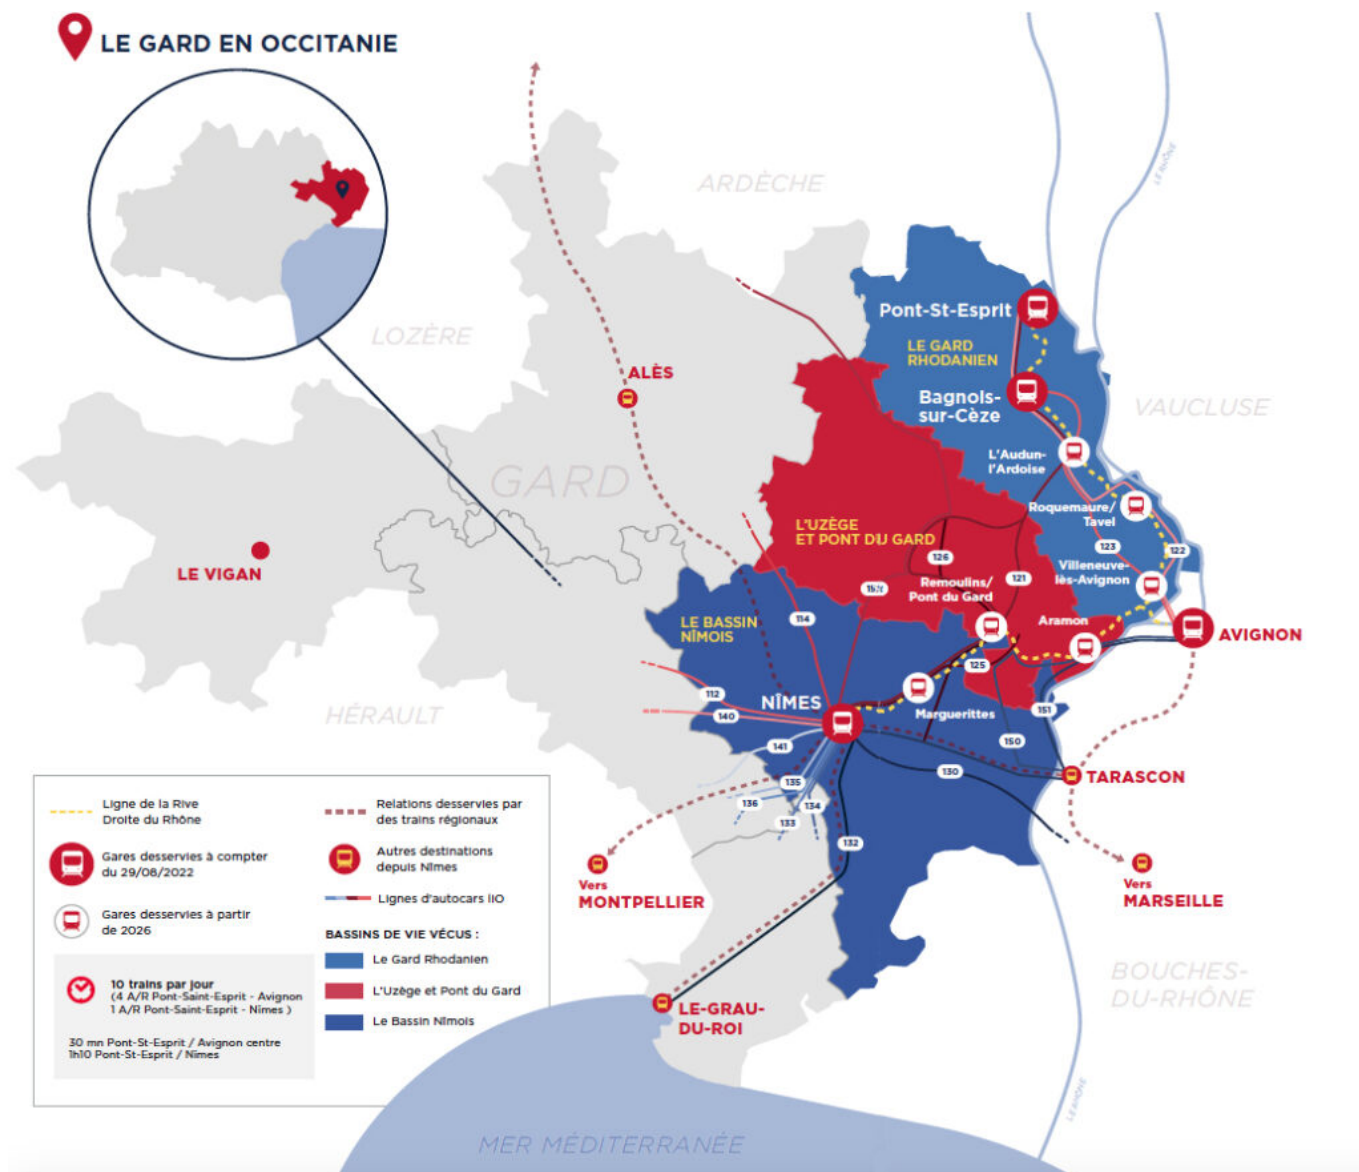 LE GARD EN OCCITANIE
ARDÈCHE
LE RHÔNE
LOZÈRE
Pont-St-Esprit
LE GARD
RHODANIEN
ALÈS
Bagnols-
sur-Cèze
VAUCLUSE
L'Audun-
l'Ardoise
GARD
Roquemaure/
Tavel
L'UZÈGE
ET PONT DU GARD
123
122
126
LE VIGAN
Villeneuve-
lès-Avignon
121
Remoulins/
Pont du Gard
114
LE BASSIN
NÎMOIS
Aramon
AVIGNON
125
112
NÎMES
HÉRAULT
140
Marguerittes
151
141
150
130
TARASCON
135
136
134
133
132
Vers
MONTPELLIER
Vers
MARSEILLE
BOUCHES-
DU-RHÔNE
LE-GRAU-
DU-ROI
LE RHÔNE
MER MÉDITERRANÉE
Ligne de la Rive
Droite du Rhône
Gares desservies à compter
du 29/08/2022
Gares desservies à partir
de 2026
10 trains par jour
(4 A/R Pont-Saint-Esprit - Avignon
1 A/R Pont-Saint-Esprit - Nîmes )
30 mn Pont-St-Esprit / Avignon centre
1h10 Pont-St-Esprit / Nîmes
Relations desservies par
des trains régionaux
Autres destinations
depuis Nîmes
Lignes d'autocars liO
BASSINS DE VIE VÉCUS :
Le Gard Rhodanien
L'Uzège et Pont du Gard
Le Bassin Nîmois